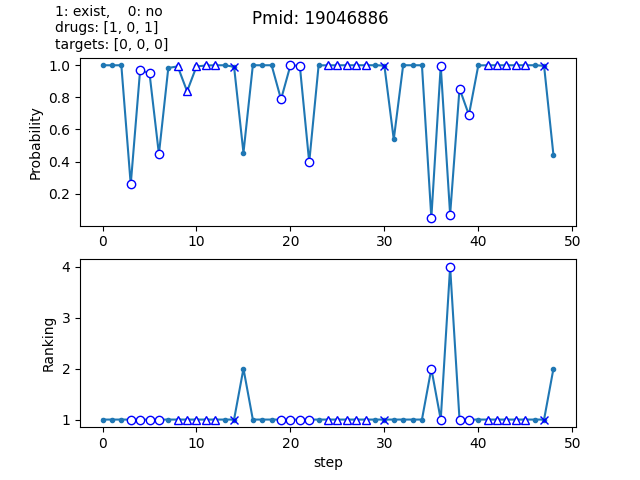 1: exist,    0: no
drugs: [1, 0, 1]
targets: [0, 0, 0]
Pmid: 19046886
1.0
0.8
0.6
0.4
0.2
Probability
0 10 20 30 40 50
4
3
2
1
Ranking
0 10 20 30 40 50
step